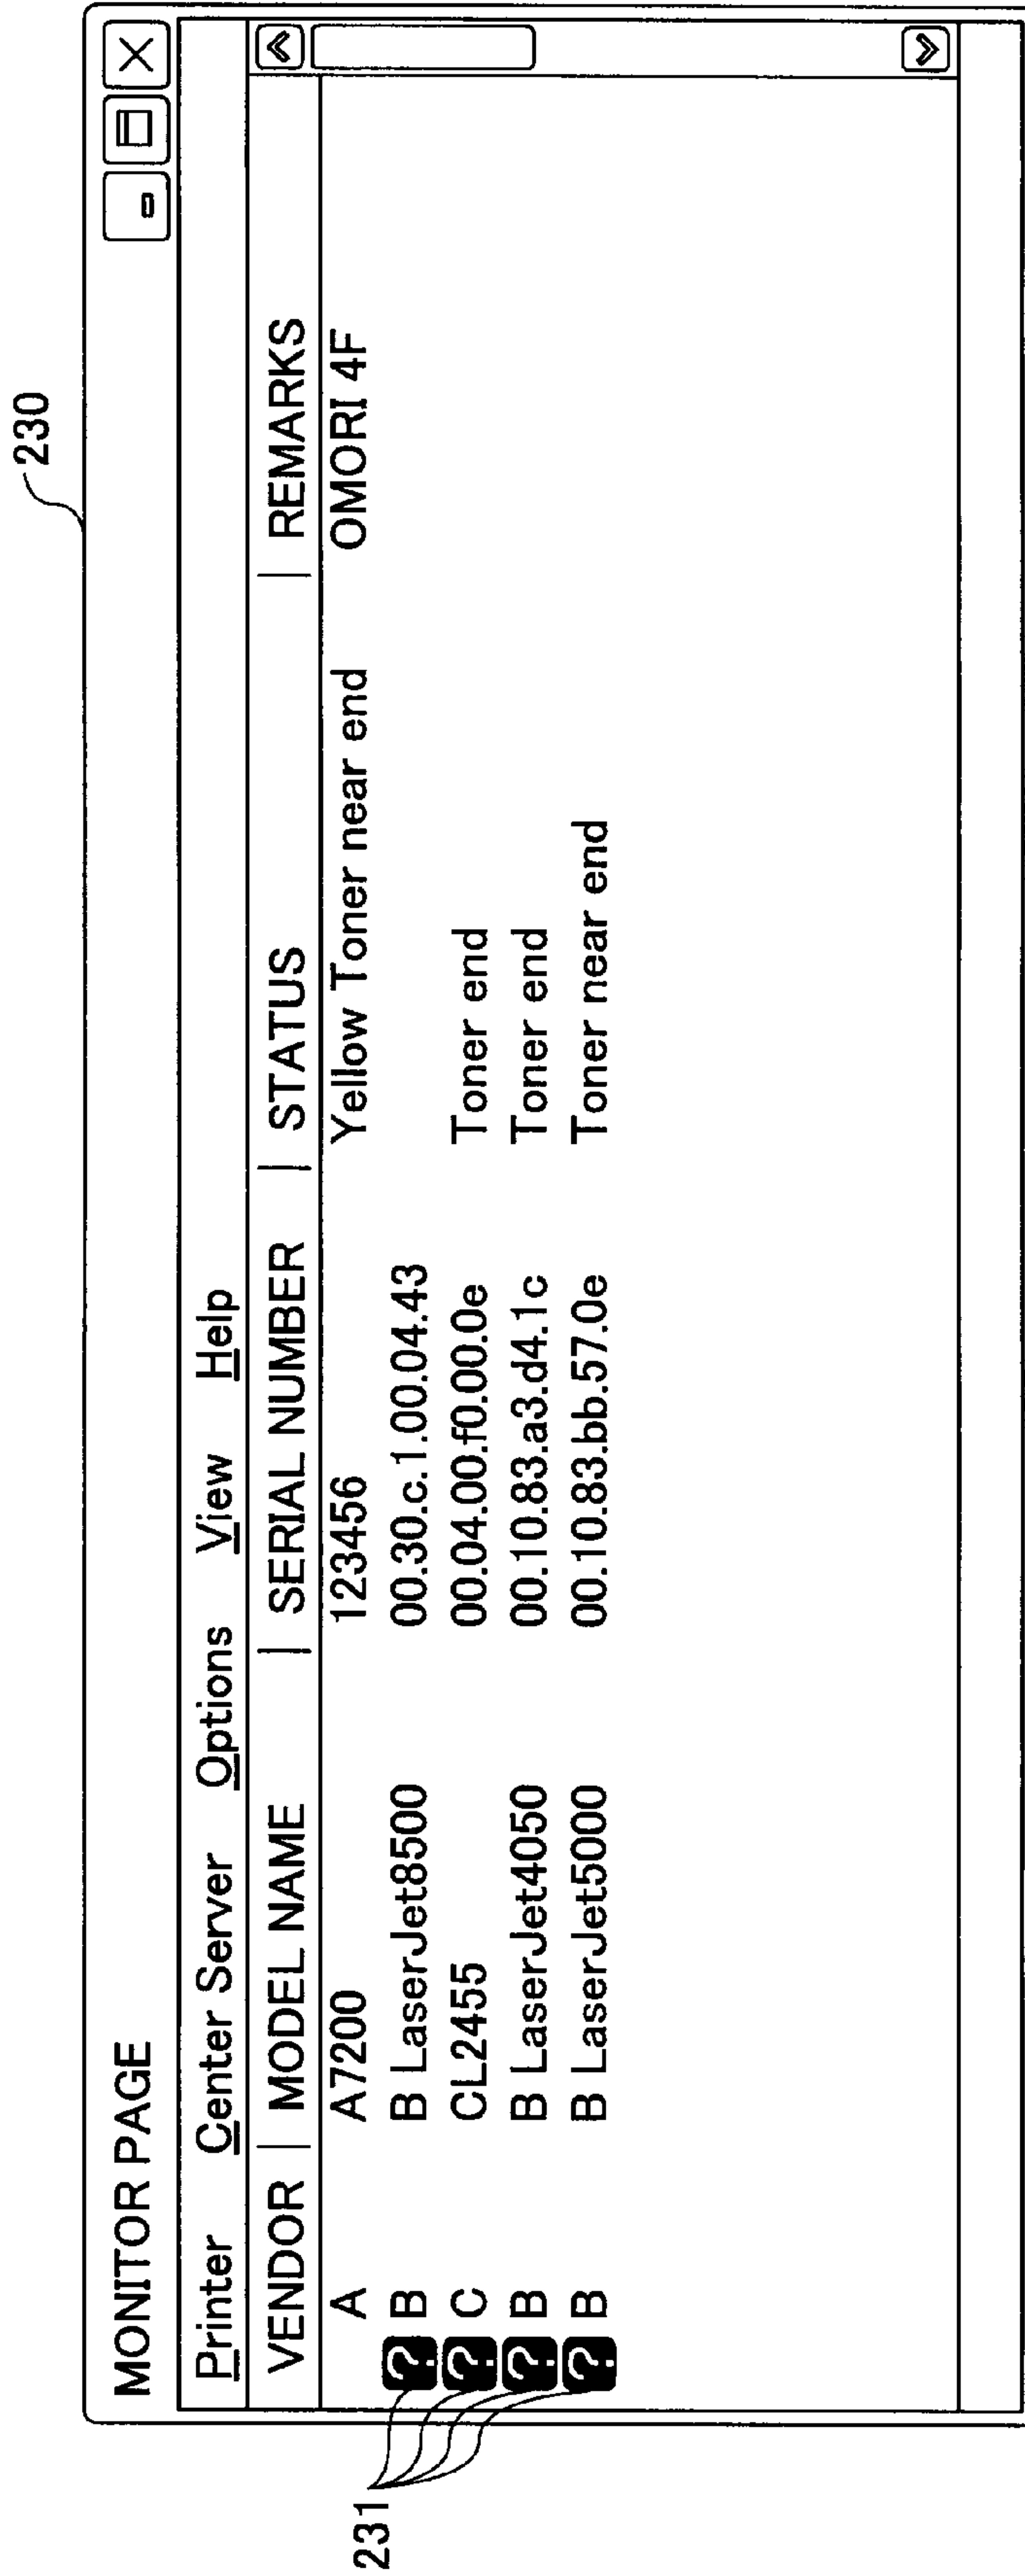 230
MONITOR PAGE
Printer Center Server Options View Help
VENDOR | MODEL NAME | SERIAL NUMBER | STATUS | REMARKS
A A7200 123456 Yellow Toner near end OMORI 4F
? B B LaserJet8500 00.30.c.1.00.04.43
? C CL2455 00.04.00.f0.00.0e Toner end
? B B LaserJet4050 00.10.83.a3.d4.1c Toner end
? B B LaserJet5000 00.10.83.bb.57.0e Toner near end
231